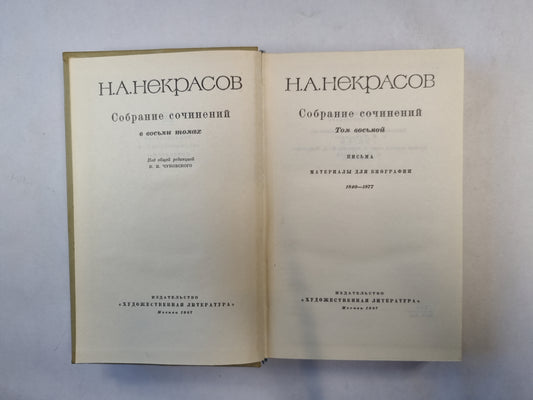 Н.А.НЕКРАСОВ
Собрание сочинений
в восьми томах
Под общей редакцией
К. И. ЧУКОВСКОГО
ИЗДАТЕЛЬСТВО
«ХУДОЖЕСТВЕННАЯ ЛИТЕРАТУРА»
Москва 1967
Н.А.НЕКРАСОВ
Собрание сочинений
Том восьмой
ПИСЬМА
МАТЕРИАЛЫ ДЛЯ БИОГРАФИИ
1840—1877
ИЗДАТЕЛЬСТВО
«ХУДОЖЕСТВЕННАЯ ЛИТЕРАТУРА»
Москва 1967